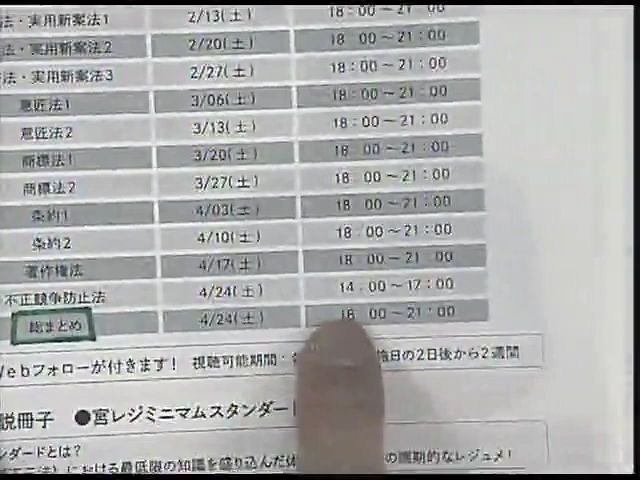 法・実用新案法1 2/13(土) 18:00～21:00
法・実用新案法2 2/20(土) 18:00～21:00
法・実用新案法3 2/27(土) 18:00～21:00
意匠法1 3/06(土) 18:00～21:00
意匠法2 3/13(土) 18:00～21:00
商標法1 3/20(土) 18:00～21:00
商標法2 3/27(土) 18:00～21:00
条約1 4/03(土) 18:00～21:00
条約2 4/10(土) 18:00～21:00
著作権法 4/17(土) 18:00～21:00
不正競争防止法 4/24(土) 14:00～17:00
総まとめ 4/24(土) 18:00～21:00
Webフォローが付きます! 視聴可能期間: 日の2日後から2週間
説冊子 ●宮レジミニマムスタンダー
ンダードとは?
における最低限の知識を盛り込んだ の画期的なレジュメ!